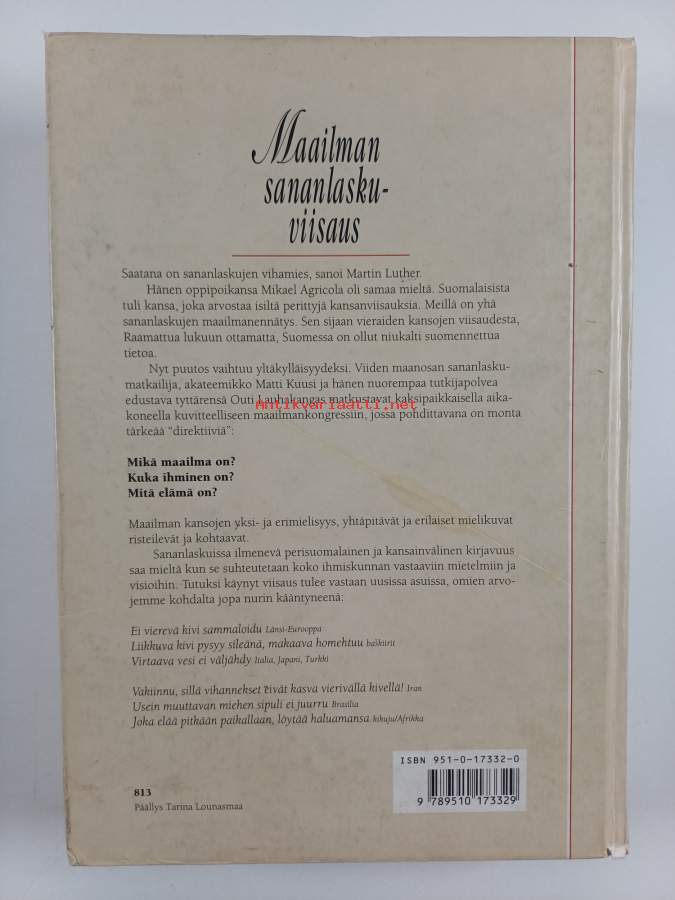 Maailman
sananlasku-
viisaus
Saatana on sananlaskujen vihamies, sanoi Martin Luther.
Hänen oppipoikansa Mikael Agricola oli samaa mieltä. Suomalaisista
tuli kansa, joka arvostaa isiltä perittyjä kansanviisauksia. Meillä on yhä
sananlaskujen maailmanennätys. Sen sijaan vieraiden kansojen viisaudesta,
Raamattua lukuun ottamatta, Suomessa on ollut niukalti suomennettua
tietoa.
Nyt puutos vaihtuu yltäkylläisyydeksi. Viiden maanosan sananlasku-
matkailija, akateemikko Matti Kuusi ja hänen nuorempaa tutkijapolvea
edustava tyttärensä Outi Lauhakangas matkustavat kaksipaikkaisella aika-
Antikvariaatti.net
koneella kuvitteelliseen maailmankongressiin, jossa pohdittavana on monta
tärkeää "direktiiviä":
Mikä maailma on?
Kuka ihminen on?
Mitä elämä on?
Maailman kansojen yksi- ja erimielisyys, yhtäpitävät ja erilaiset mielikuvat
risteilevät ja kohtaavat.
Sananlaskuissa ilmenevä perisuomalainen ja kansainvälinen kirjavuus
saa mieltä kun se suhteutetaan koko ihmiskunnan vastaaviin mietelmiin ja
visioihin. Tutuksi käynyt viisaus tulee vastaan uusissa asuissa, omien arvo-
jemme kohdalta jopa nurin kääntyneenä:
Ei vierevä kivi sammaloidu Länsi-Eurooppa
Liikkuva kivi pysyy sileänä, makaava homehtuu baškiirit
Virtaava vesi ei väljähdy Italia, Japani, Turkki
Vakiinnu, sillä vihannekset eivät kasva vierivällä kivellä! Iran
Usein muuttavan miehen sipuli ei juurru Brasilia
Joka elää pitkään paikallaan, löytää haluamansa kikuju/Afrikka
ISBN 951-0-17332-0
9 789510 173329
813
Päällys Tarina Lounasmaa